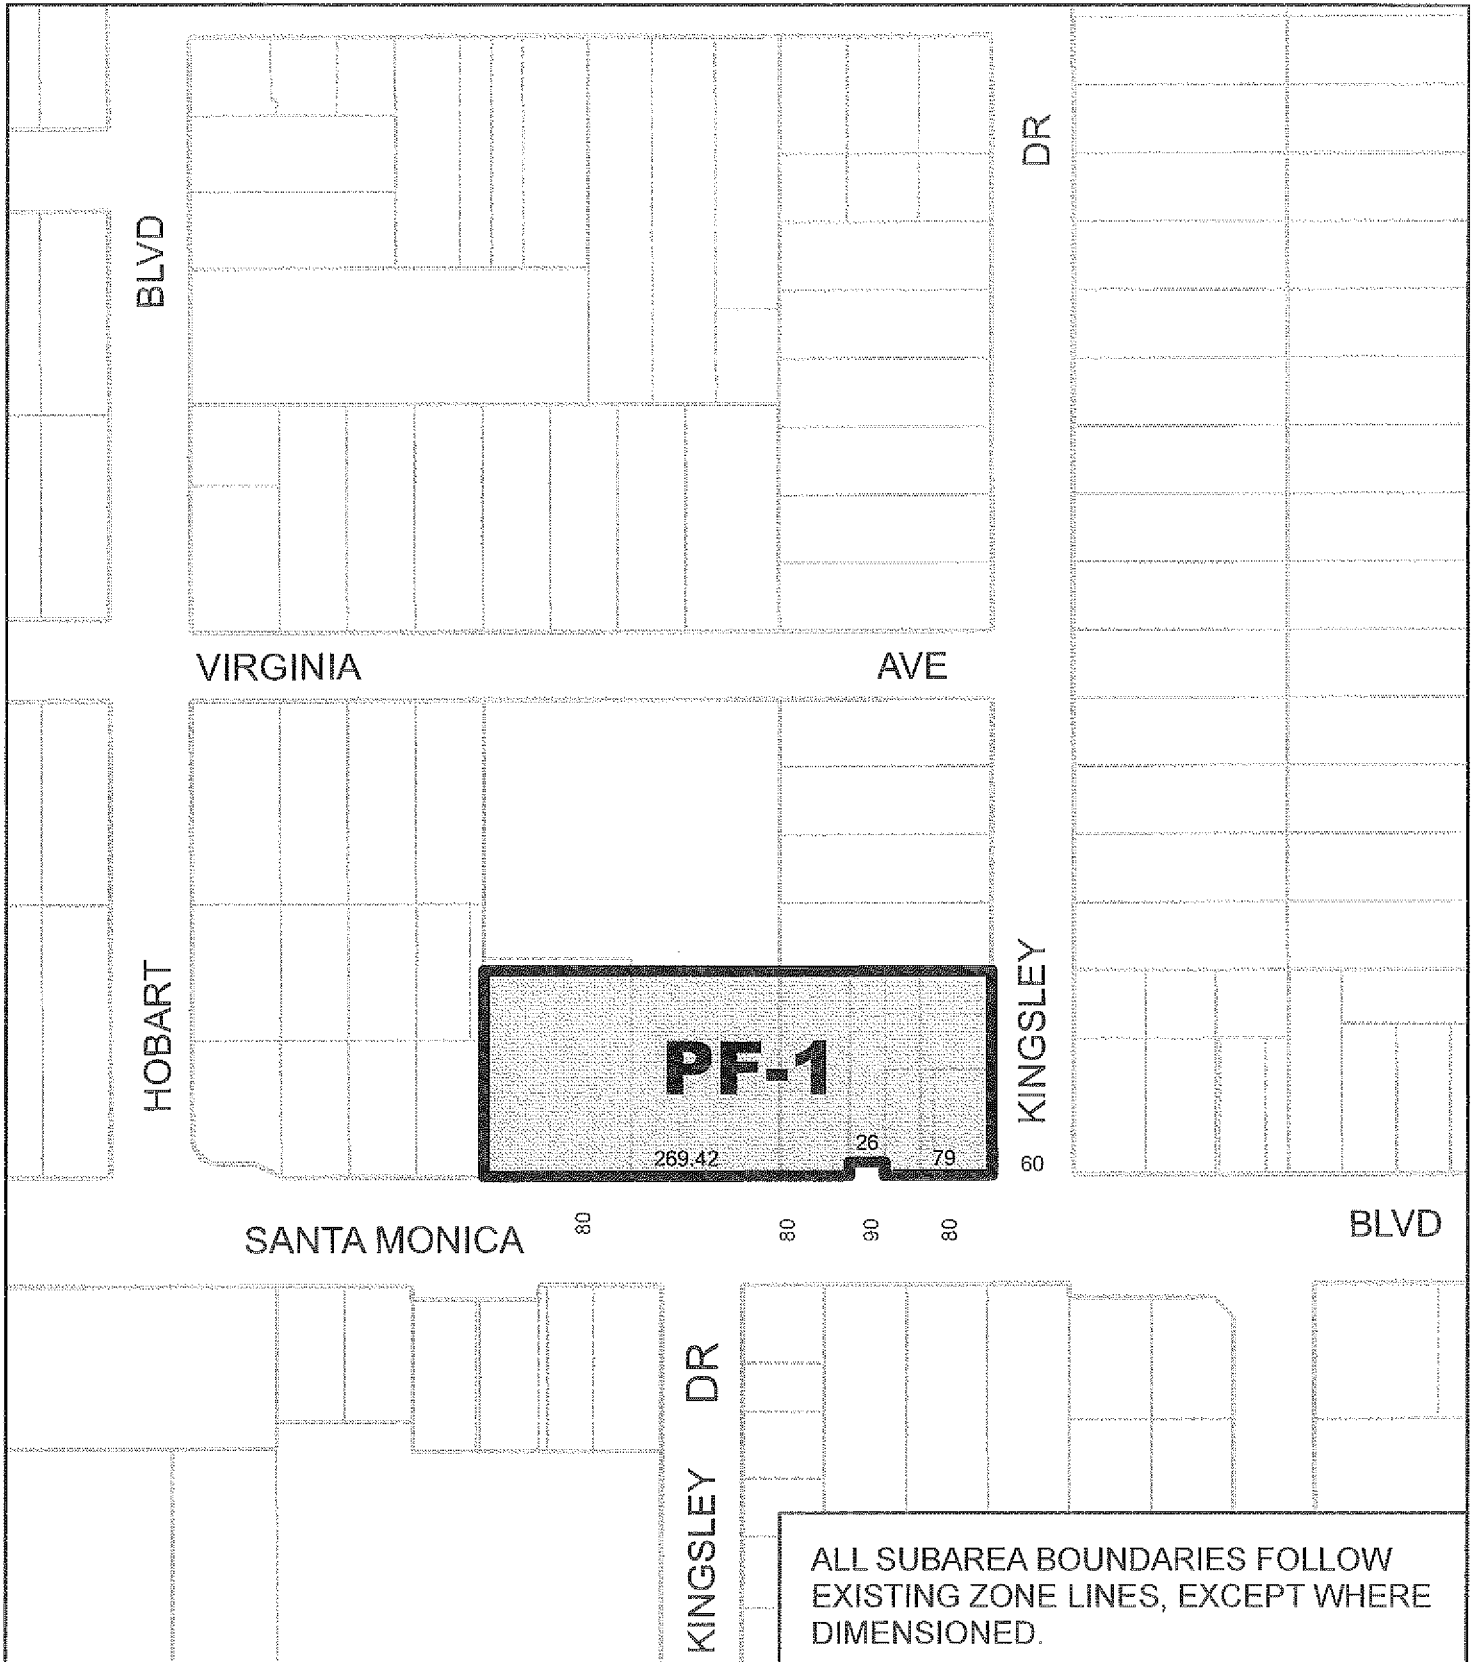 DR
BLVD
VIRGINIA AVE
HOBART
KINGSLEY
PF-1
269.42 26 79
60
80 80 90 80
SANTA MONICA BLVD
DR
KINGSLEY
ALL SUBAREA BOUNDARIES FOLLOW
EXISTING ZONE LINES, EXCEPT WHERE
DIMENSIONED.